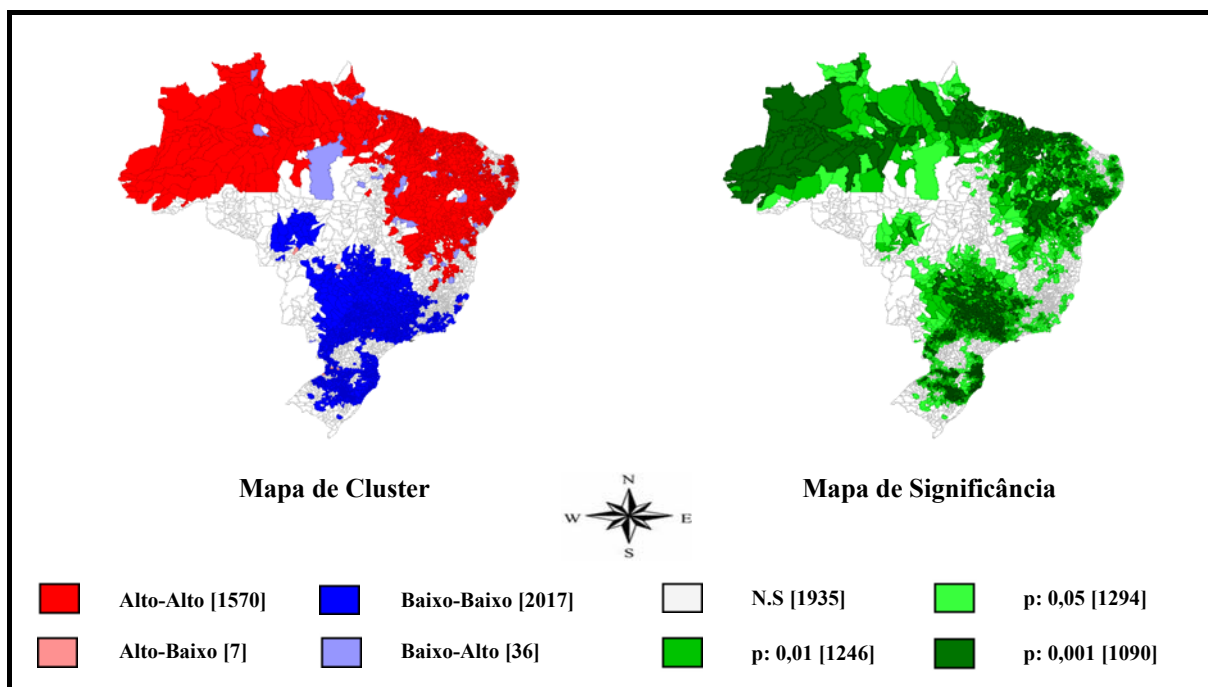 Mapa de Cluster
Mapa de Significância
N
W E
S
Alto-Alto [1570]
Baixo-Baixo [2017]
N.S [1935]
p: 0,05 [1294]
Alto-Baixo [7]
Baixo-Alto [36]
p: 0,01 [1246]
p: 0,001 [1090]